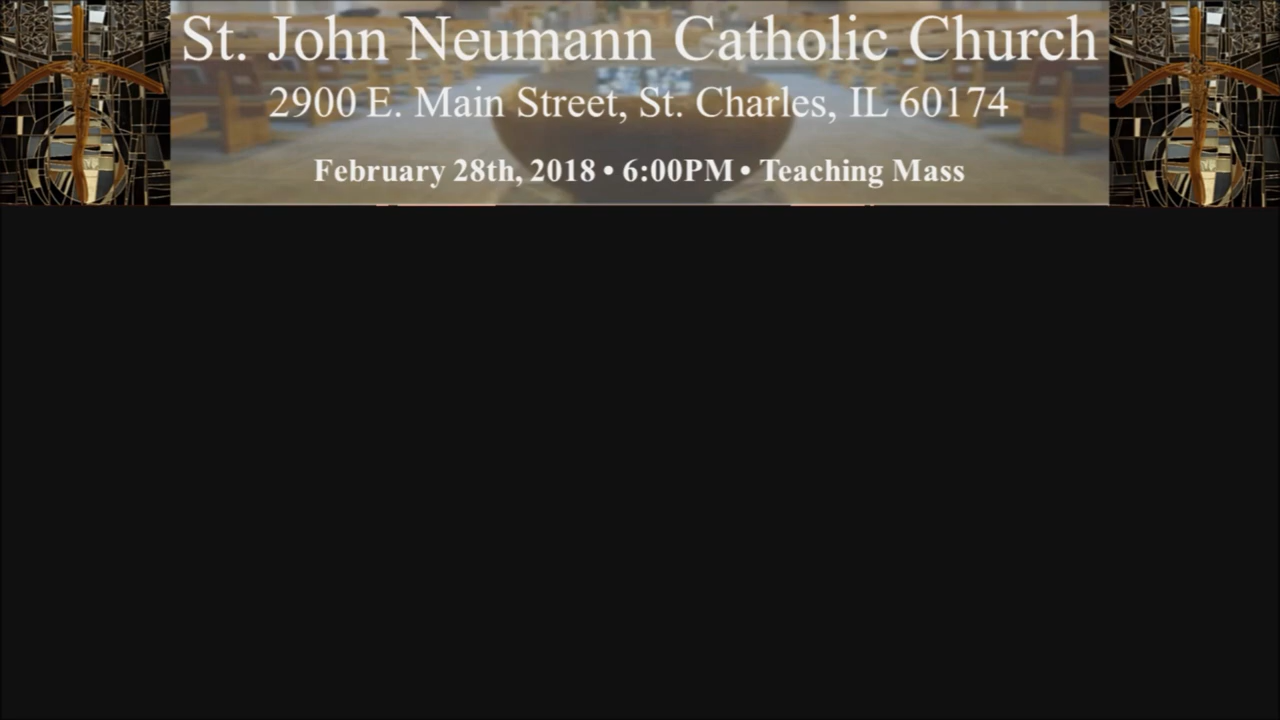 St. John Neumann Catholic Church
2900 E. Main Street, St. Charles, IL 60174
February 28th, 2018 • 6:00PM • Teaching Mass